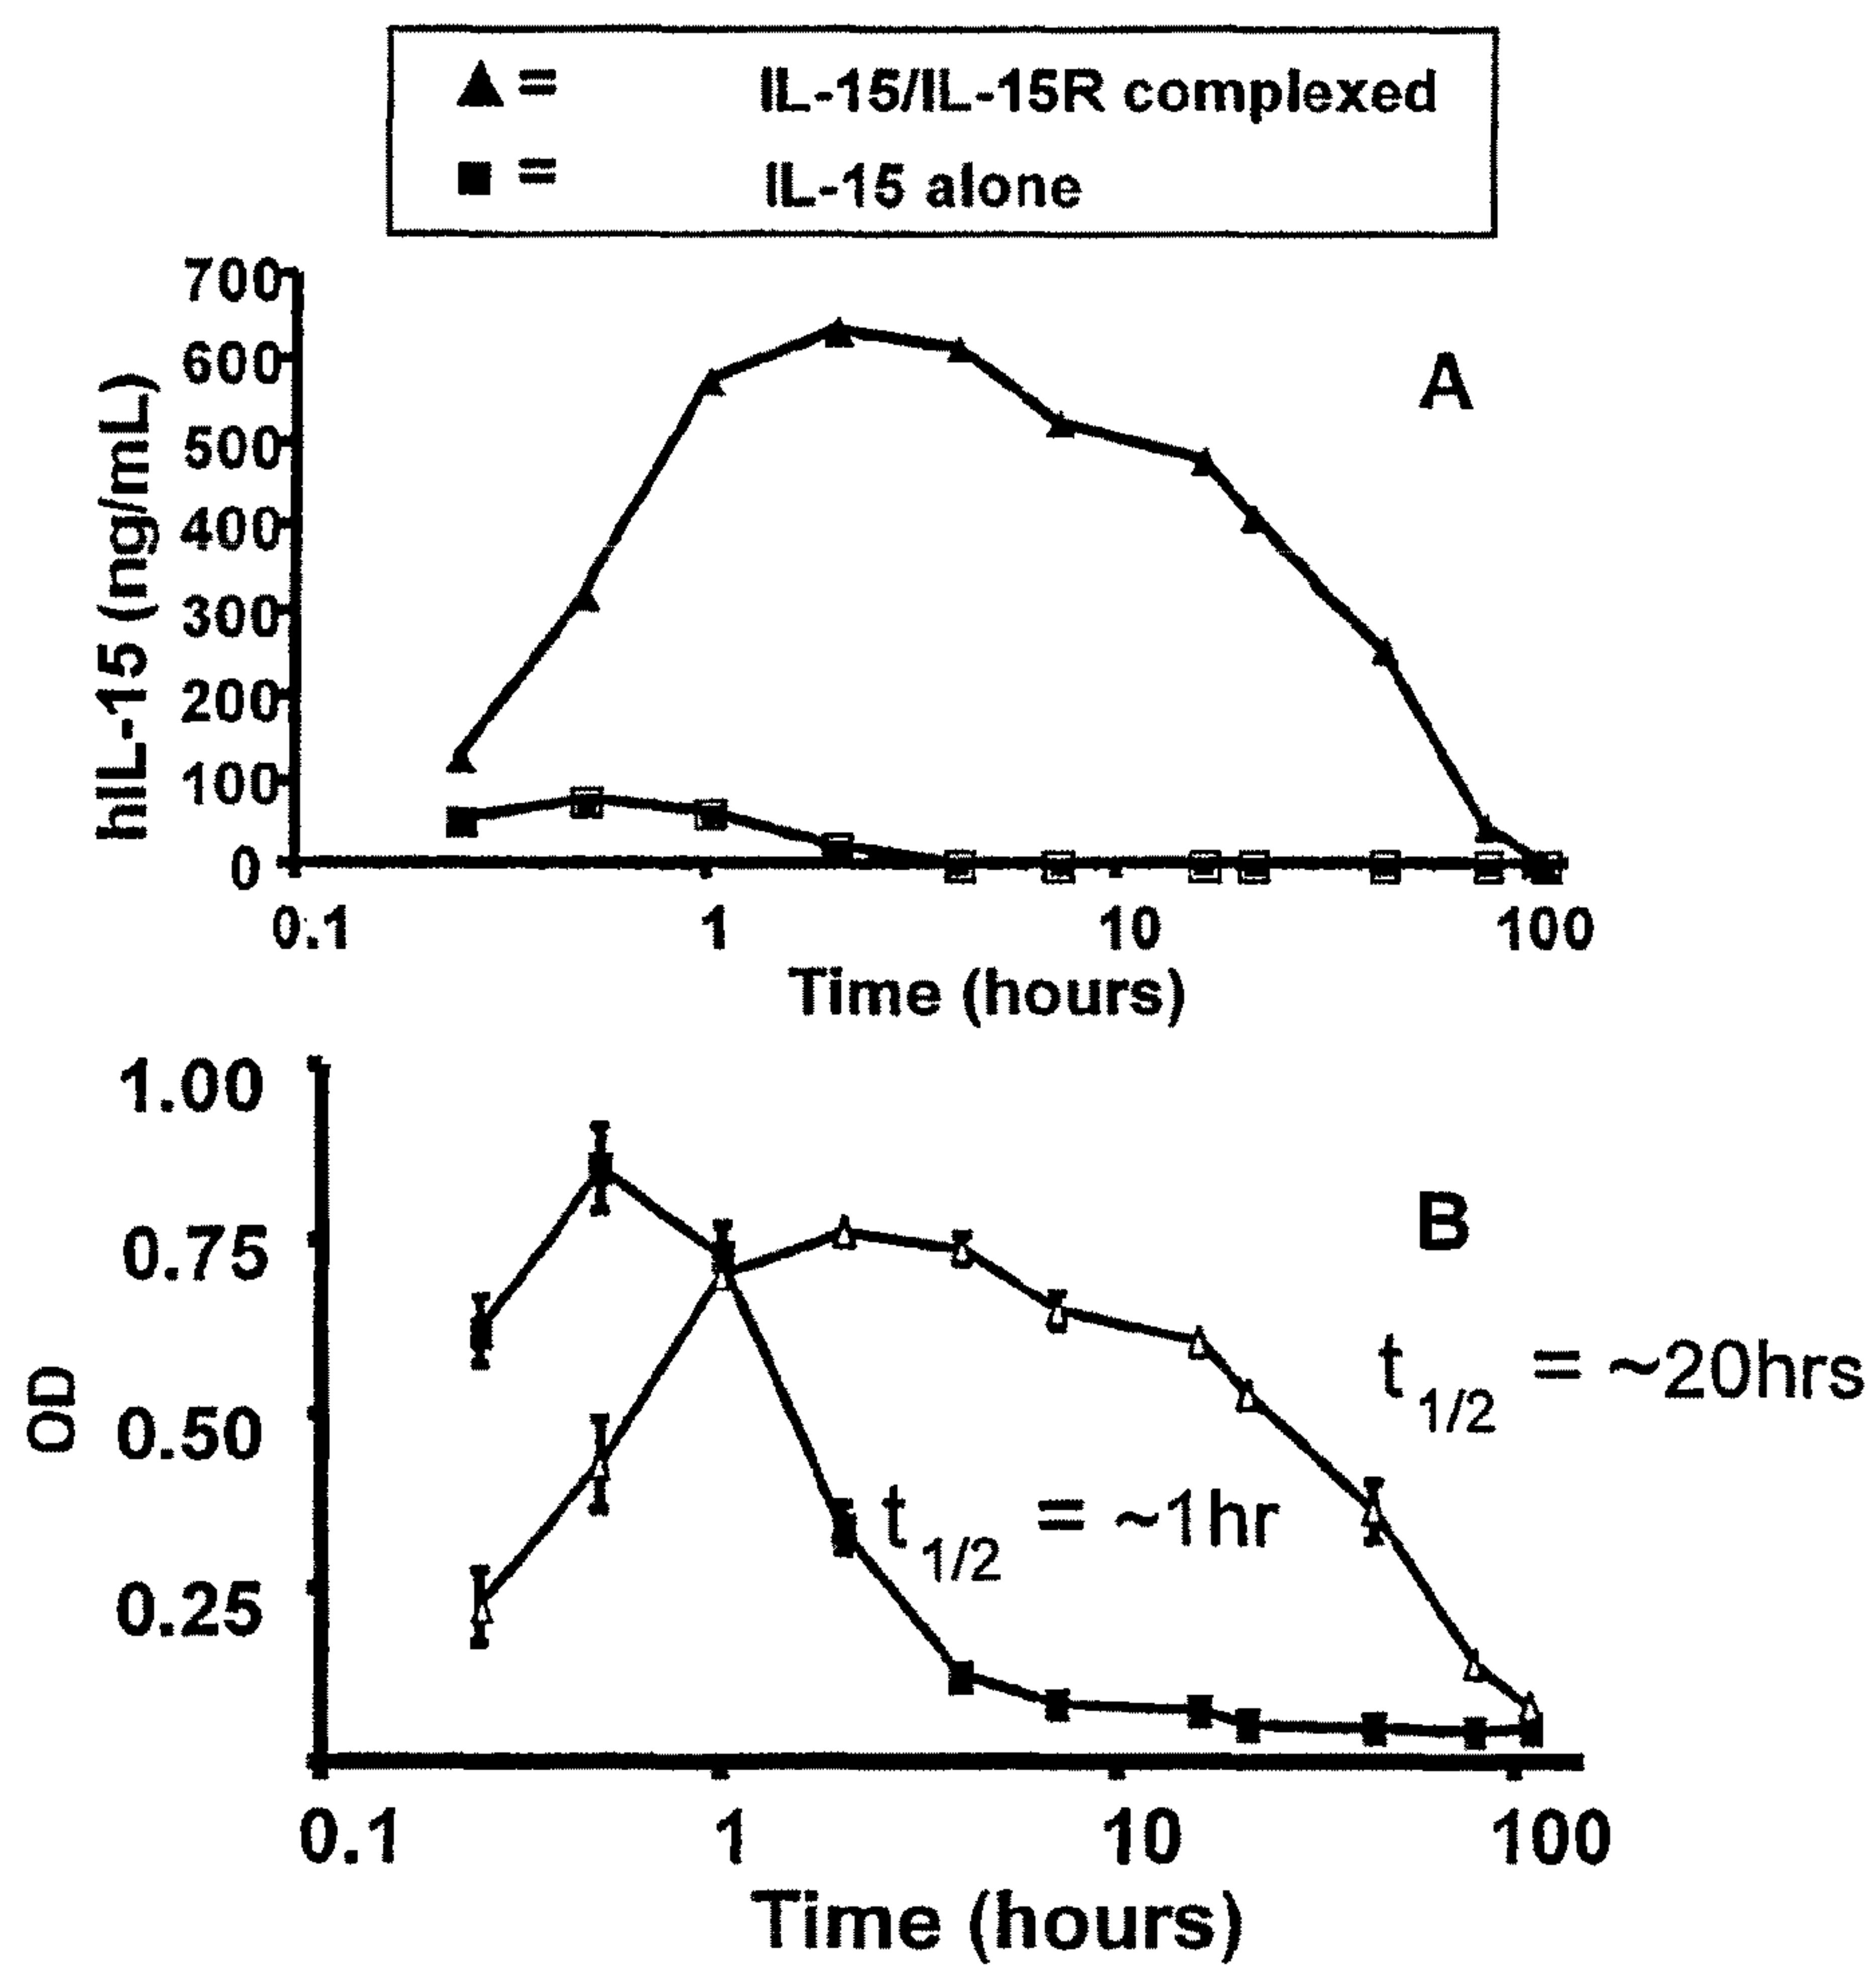 ▲ = IL-15/IL-15R complexed
■ = IL-15 alone
700
600
500
400
300
200
100
0
hIL-15 (ng/mL)
A
0.1 1 10 100
Time (hours)
1.00
0.75
0.50
0.25
OD
B
t1/2 = ~20hrs
t1/2 = ~1hr
0.1 1 10 100
Time (hours)